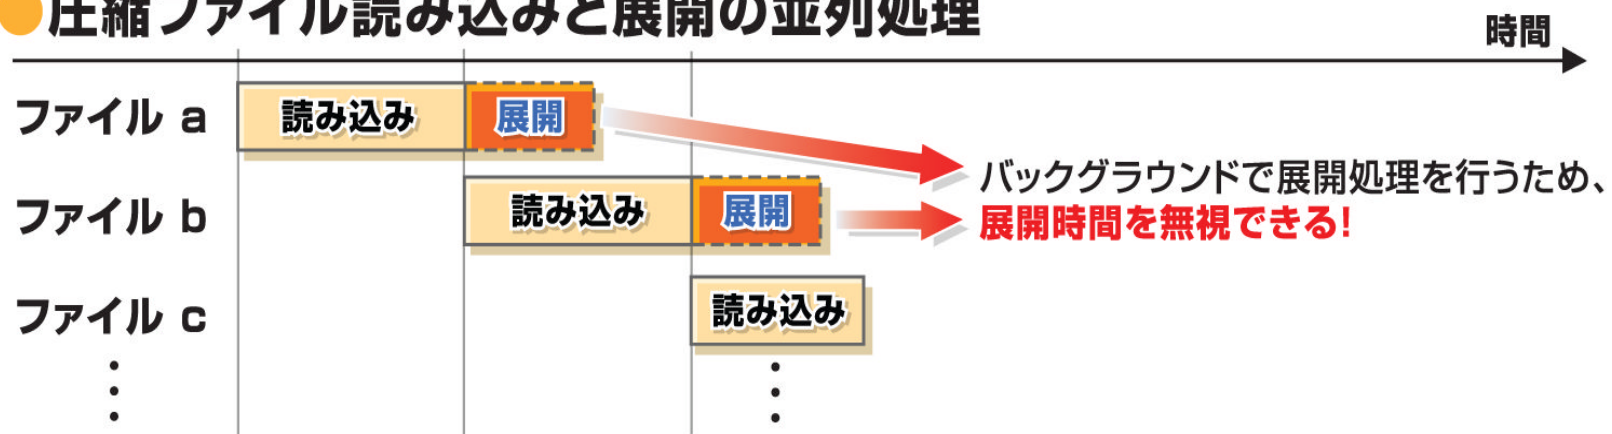 圧縮ファイル読み込みと展開の並列処理
時間
ファイル a
読み込み
展開
バックグラウンドで展開処理を行うため、
展開時間を無視できる!
ファイル b
読み込み
展開
ファイル c
読み込み